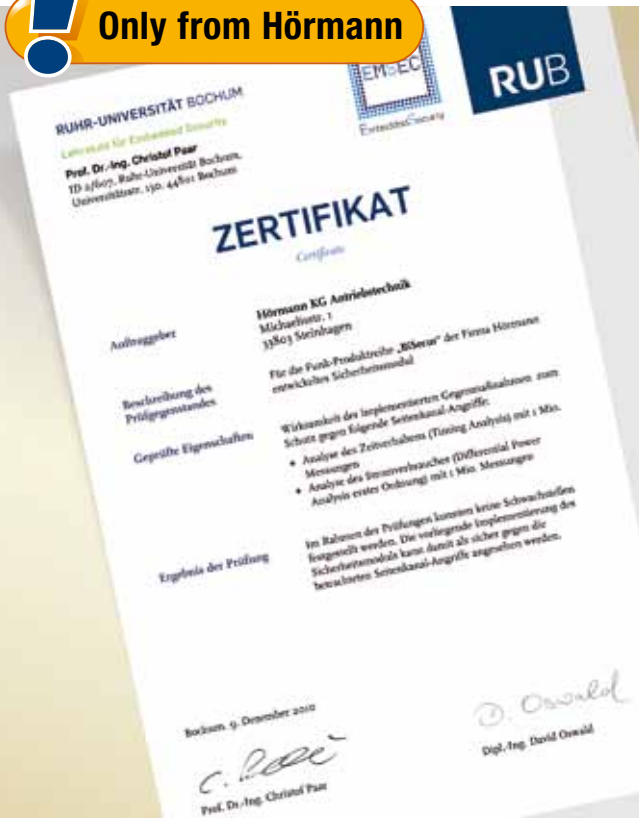 Only from Hörmann
EMSEC
Embedded Security
RUB
RUHR-UNIVERSITÄT BOCHUM
Lehrstuhl für Embedded Security
Prof. Dr.-Ing. Christof Paar
ID 2/607, Ruhr-Universität Bochum,
Universitätsstr. 150, 44801 Bochum
ZERTIFIKAT
Certificate
Auftraggeber
Hörmann KG Antriebstechnik
Michaelisstr. 1
33803 Steinhagen
Beschreibung des
Prüfgegenstandes
Für die Funk-Produktreihe „BiSecur" der Firma Hörmann
entwickeltes Sicherheitsmodul
Geprüfte Eigenschaften
Wirksamkeit der implementierten Gegenmaßnahmen zum
Schutz gegen folgende Seitenkanal-Angriffe:
• Analyse des Zeitverhaltens (Timing Analysis) mit 1 Mio.
Messungen
• Analyse des Stromverbrauches (Differential Power
Analysis erster Ordnung) mit 1 Mio. Messungen
Ergebnis der Prüfung
Im Rahmen der Prüfungen konnten keine Schwachstellen
festgestellt werden. Die vorliegende Implementierung des
Sicherheitsmoduls kann damit als sicher gegen die
betrachteten Seitenkanal-Angriffe angesehen werden.
Bochum, 9. Dezember 2010
D. Oswald
Prof. Dr.-Ing. Christof Paar
Dipl.-Ing. David Oswald